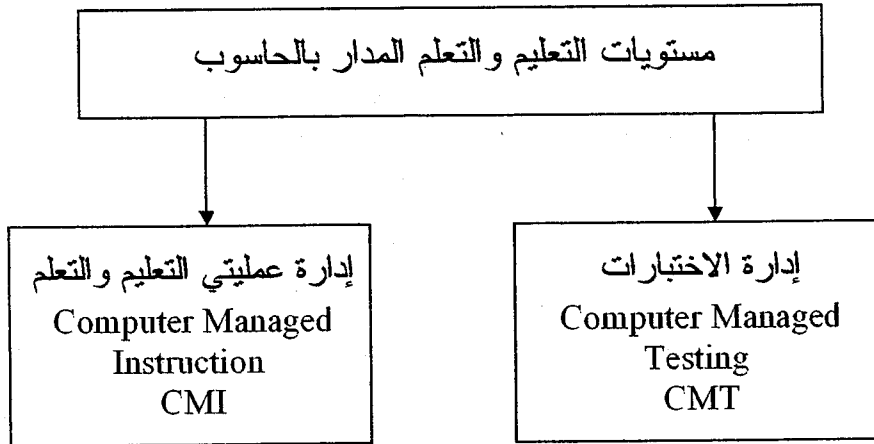 مستويات التعليم والتعلم المدار بالحاسوب
إدارة الاختبارات
Computer Managed
Testing
CMT
إدارة عمليتي التعليم والتعلم
Computer Managed
Instruction
CMI